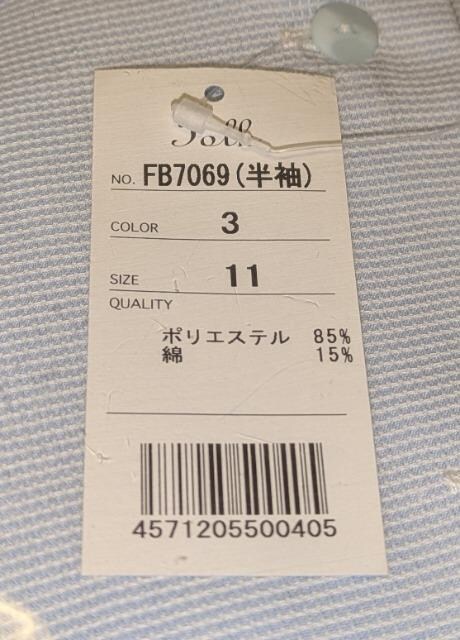 NO. FB7069(半袖)
COLOR 3
SIZE 11
QUALITY
ポリエステル 85%
綿 15%
4571205500405